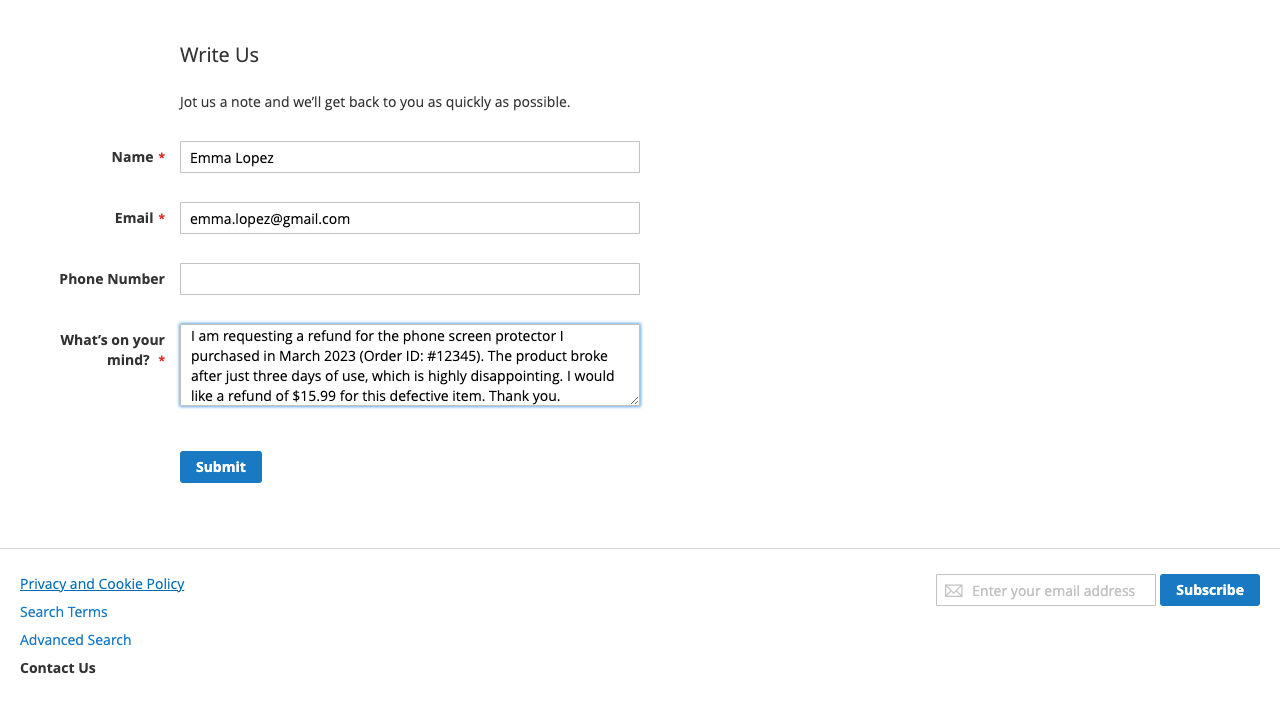 Write Us
Jot us a note and we’ll get back to you as quickly as possible.
Name *
Emma Lopez
Email *
emma.lopez@gmail.com
Phone Number
What’s on your
mind? *
I am requesting a refund for the phone screen protector I
purchased in March 2023 (Order ID: #12345). The product broke
after just three days of use, which is highly disappointing. I would
like a refund of $15.99 for this defective item. Thank you.
Submit
Privacy and Cookie Policy
Search Terms
Advanced Search
Contact Us
Enter your email address
Subscribe